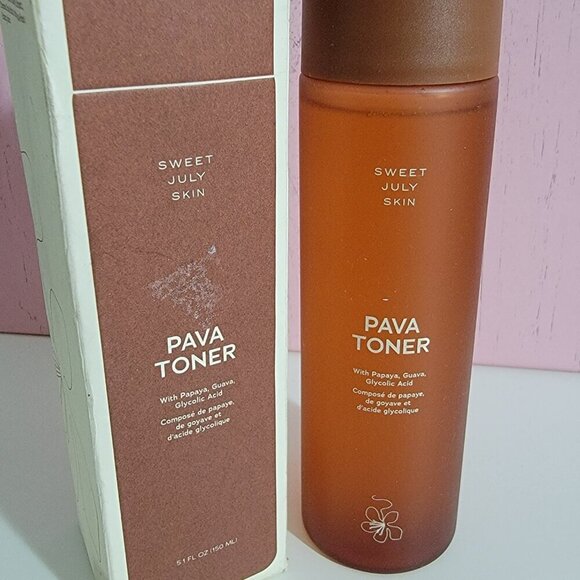 SWEET
JULY
SKIN
PAVA
TONER
With Papaya, Guava,
Glycolic Acid
Composé de papaye,
de goyave et
d'acide glycolique
5.1 FL OZ (150 ML)
SWEET
JULY
SKIN
PAVA
TONER
With Papaya, Guava,
Glycolic Acid
Composé de papaye,
de goyave et
d'acide glycolique